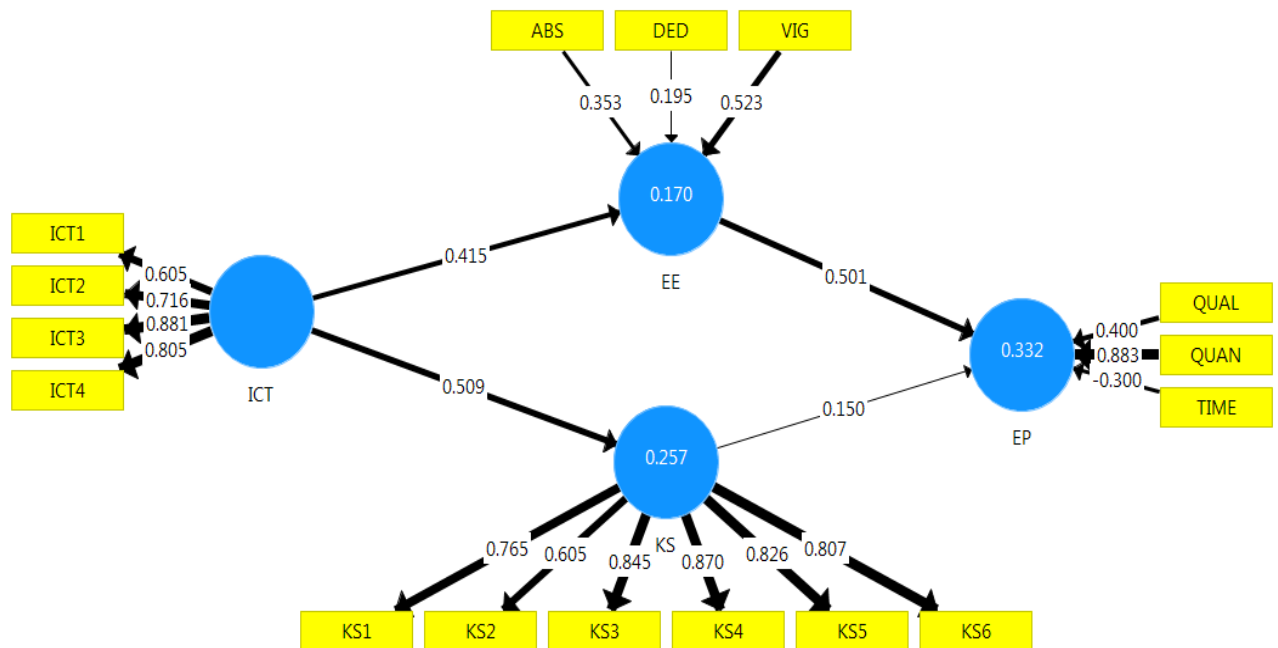 ABS
DED
VIG
0.353
0.195
0.523
0.170
EE
ICT1
ICT2
ICT3
ICT4
0.605
0.716
0.881
0.805
ICT
0.415
0.509
0.501
0.150
0.332
EP
QUAL
QUAN
TIME
0.400
0.883
-0.300
0.257
KS
0.765
0.605
0.845
0.870
0.826
0.807
KS1
KS2
KS3
KS4
KS5
KS6